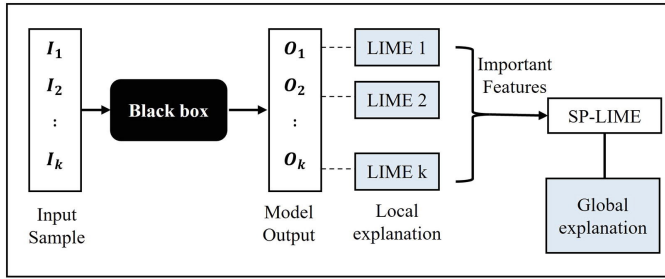 I1
I2
:
Ik
Input
Sample
Black box
O1
O2
:
Ok
Model
Output
LIME 1
LIME 2
LIME k
Local
explanation
Important
Features
SP-LIME
Global
explanation